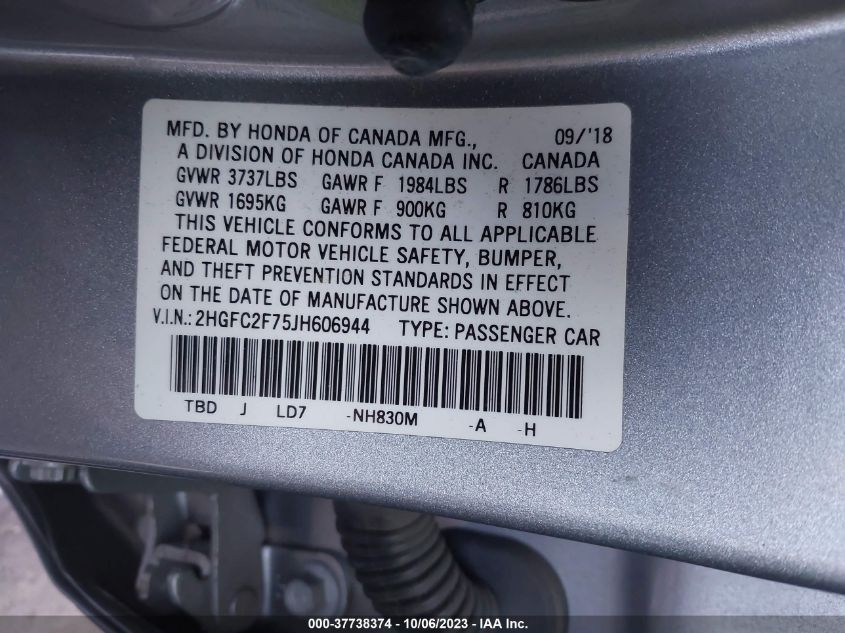 MFD. BY HONDA OF CANADA MFG., 09/'18
A DIVISION OF HONDA CANADA INC. CANADA
GVWR 3737LBS GAWR F 1984LBS R 1786LBS
GVWR 1695KG GAWR F 900KG R 810KG
THIS VEHICLE CONFORMS TO ALL APPLICABLE
FEDERAL MOTOR VEHICLE SAFETY, BUMPER,
AND THEFT PREVENTION STANDARDS IN EFFECT
ON THE DATE OF MANUFACTURE SHOWN ABOVE.
V.I.N.: 2HGFC2F75JH606944 TYPE: PASSENGER CAR
TBD J LD7 -NH830M -A -H
000-37738374 | 10/06/2023 - IAA Inc.